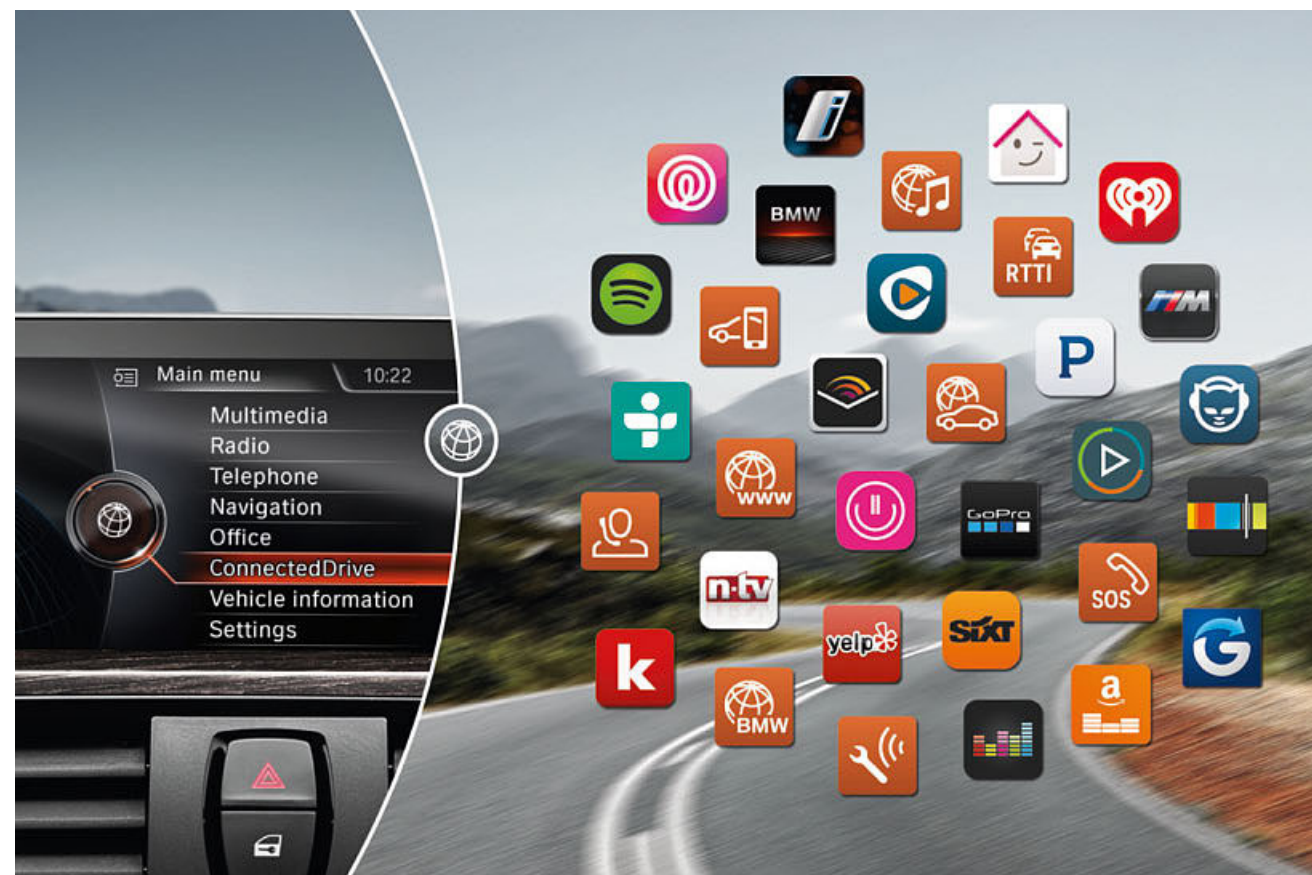 Main menu
10:22
Multimedia
Radio
Telephone
Navigation
Office
ConnectedDrive
Vehicle information
Settings
BMW
RTTI
M
P
www
GoPro
n-tv
SOS
k
yelp
SIXT
G
BMW
a
i